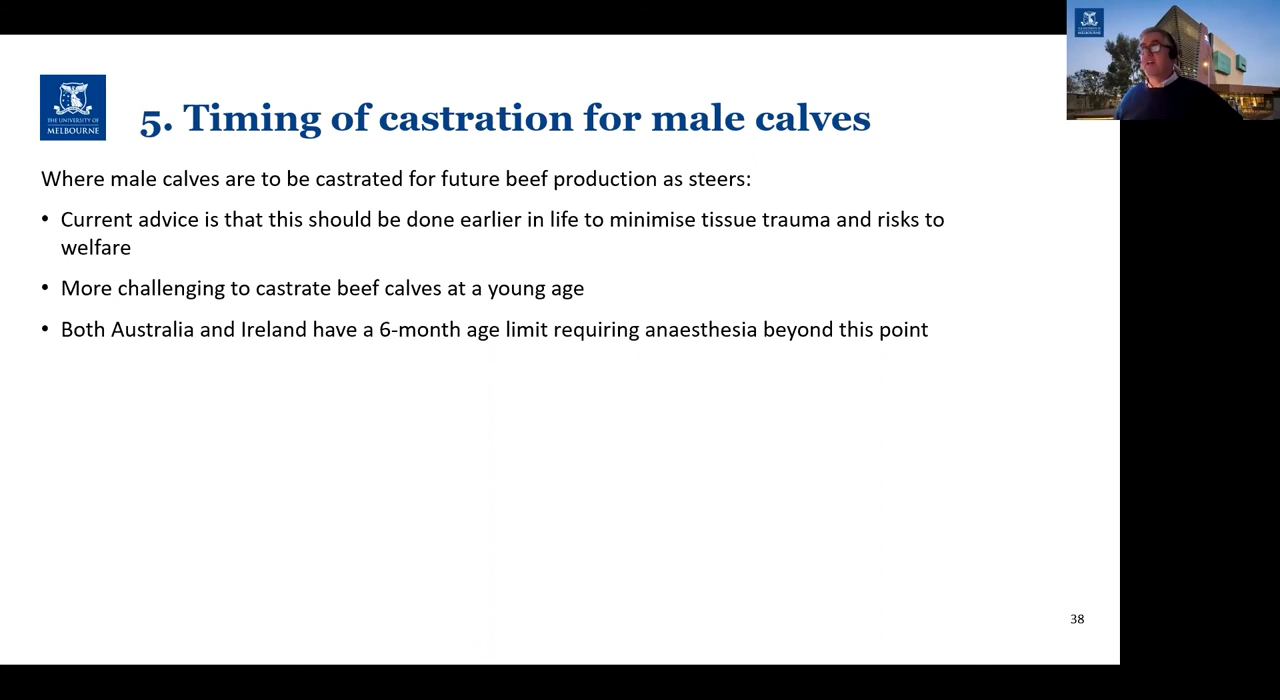 THE UNIVERSITY OF
MELBOURNE
5. Timing of castration for male calves
Where male calves are to be castrated for future beef production as steers:
• Current advice is that this should be done earlier in life to minimise tissue trauma and risks to
welfare
• More challenging to castrate beef calves at a young age
• Both Australia and Ireland have a 6-month age limit requiring anaesthesia beyond this point
38
MELBOURNE